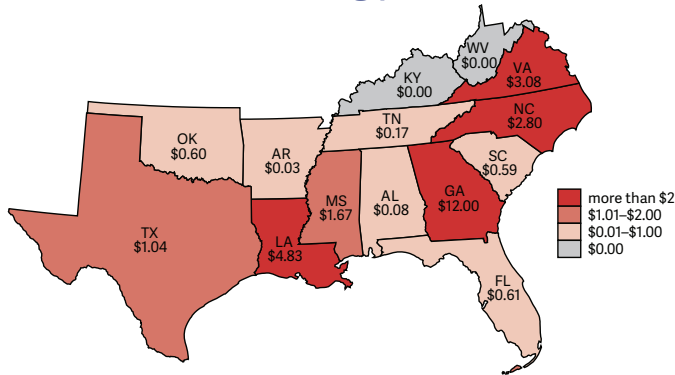 WV
$0.00
VA
$3.08
KY
$0.00
NC
$2.80
TN
$0.17
OK
$0.60
AR
$0.03
SC
$0.59
MS
$1.67
AL
$0.08
GA
$12.00
TX
$1.04
LA
$4.83
FL
$0.61
more than $2
$1.01–$2.00
$0.01–$1.00
$0.00